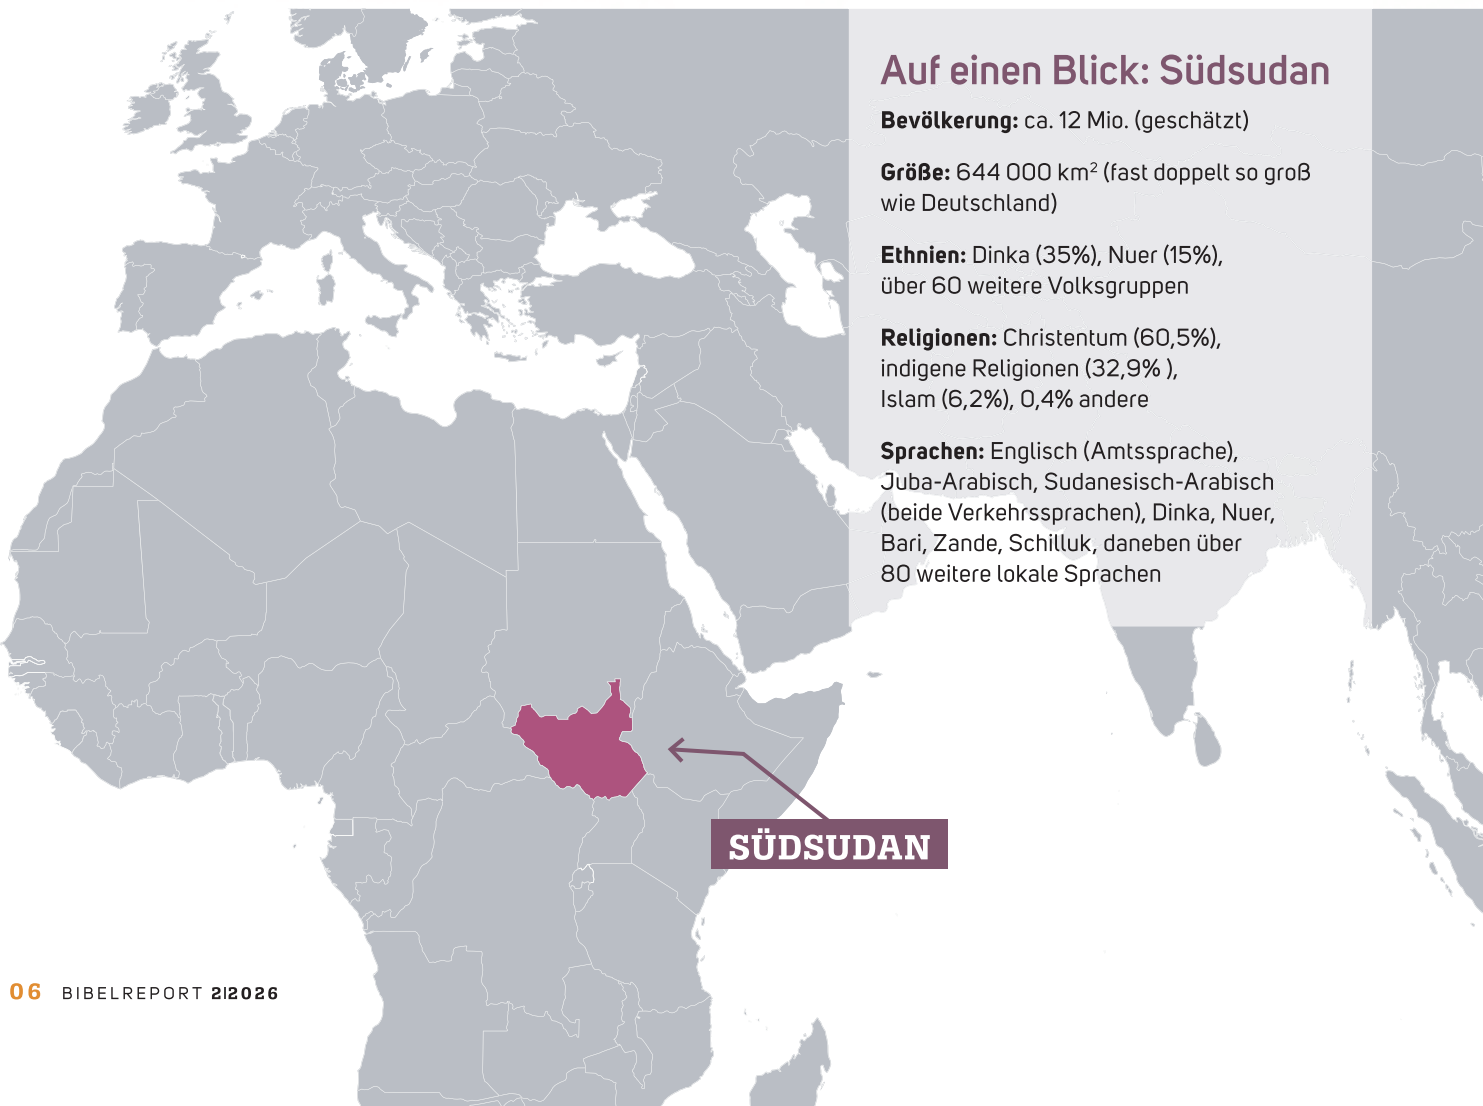 Auf einen Blick: Südsudan
Bevölkerung: ca. 12 Mio. (geschätzt)
Größe: 644 000 km² (fast doppelt so groß
wie Deutschland)
Ethnien: Dinka (35%), Nuer (15%),
über 60 weitere Volksgruppen
Religionen: Christentum (60,5%),
indigene Religionen (32,9% ),
Islam (6,2%), 0,4% andere
Sprachen: Englisch (Amtssprache),
Juba-Arabisch, Sudanesisch-Arabisch
(beide Verkehrssprachen), Dinka, Nuer,
Bari, Zande, Schilluk, daneben über
80 weitere lokale Sprachen
SÜDSUDAN
06 BIBELREPORT 2|2026